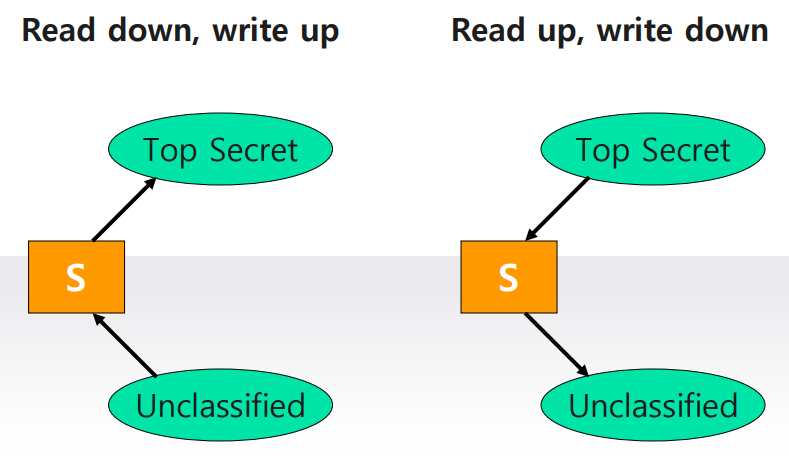 Read down, write up
Top Secret
S
Unclassified
Read up, write down
Top Secret
S
Unclassified